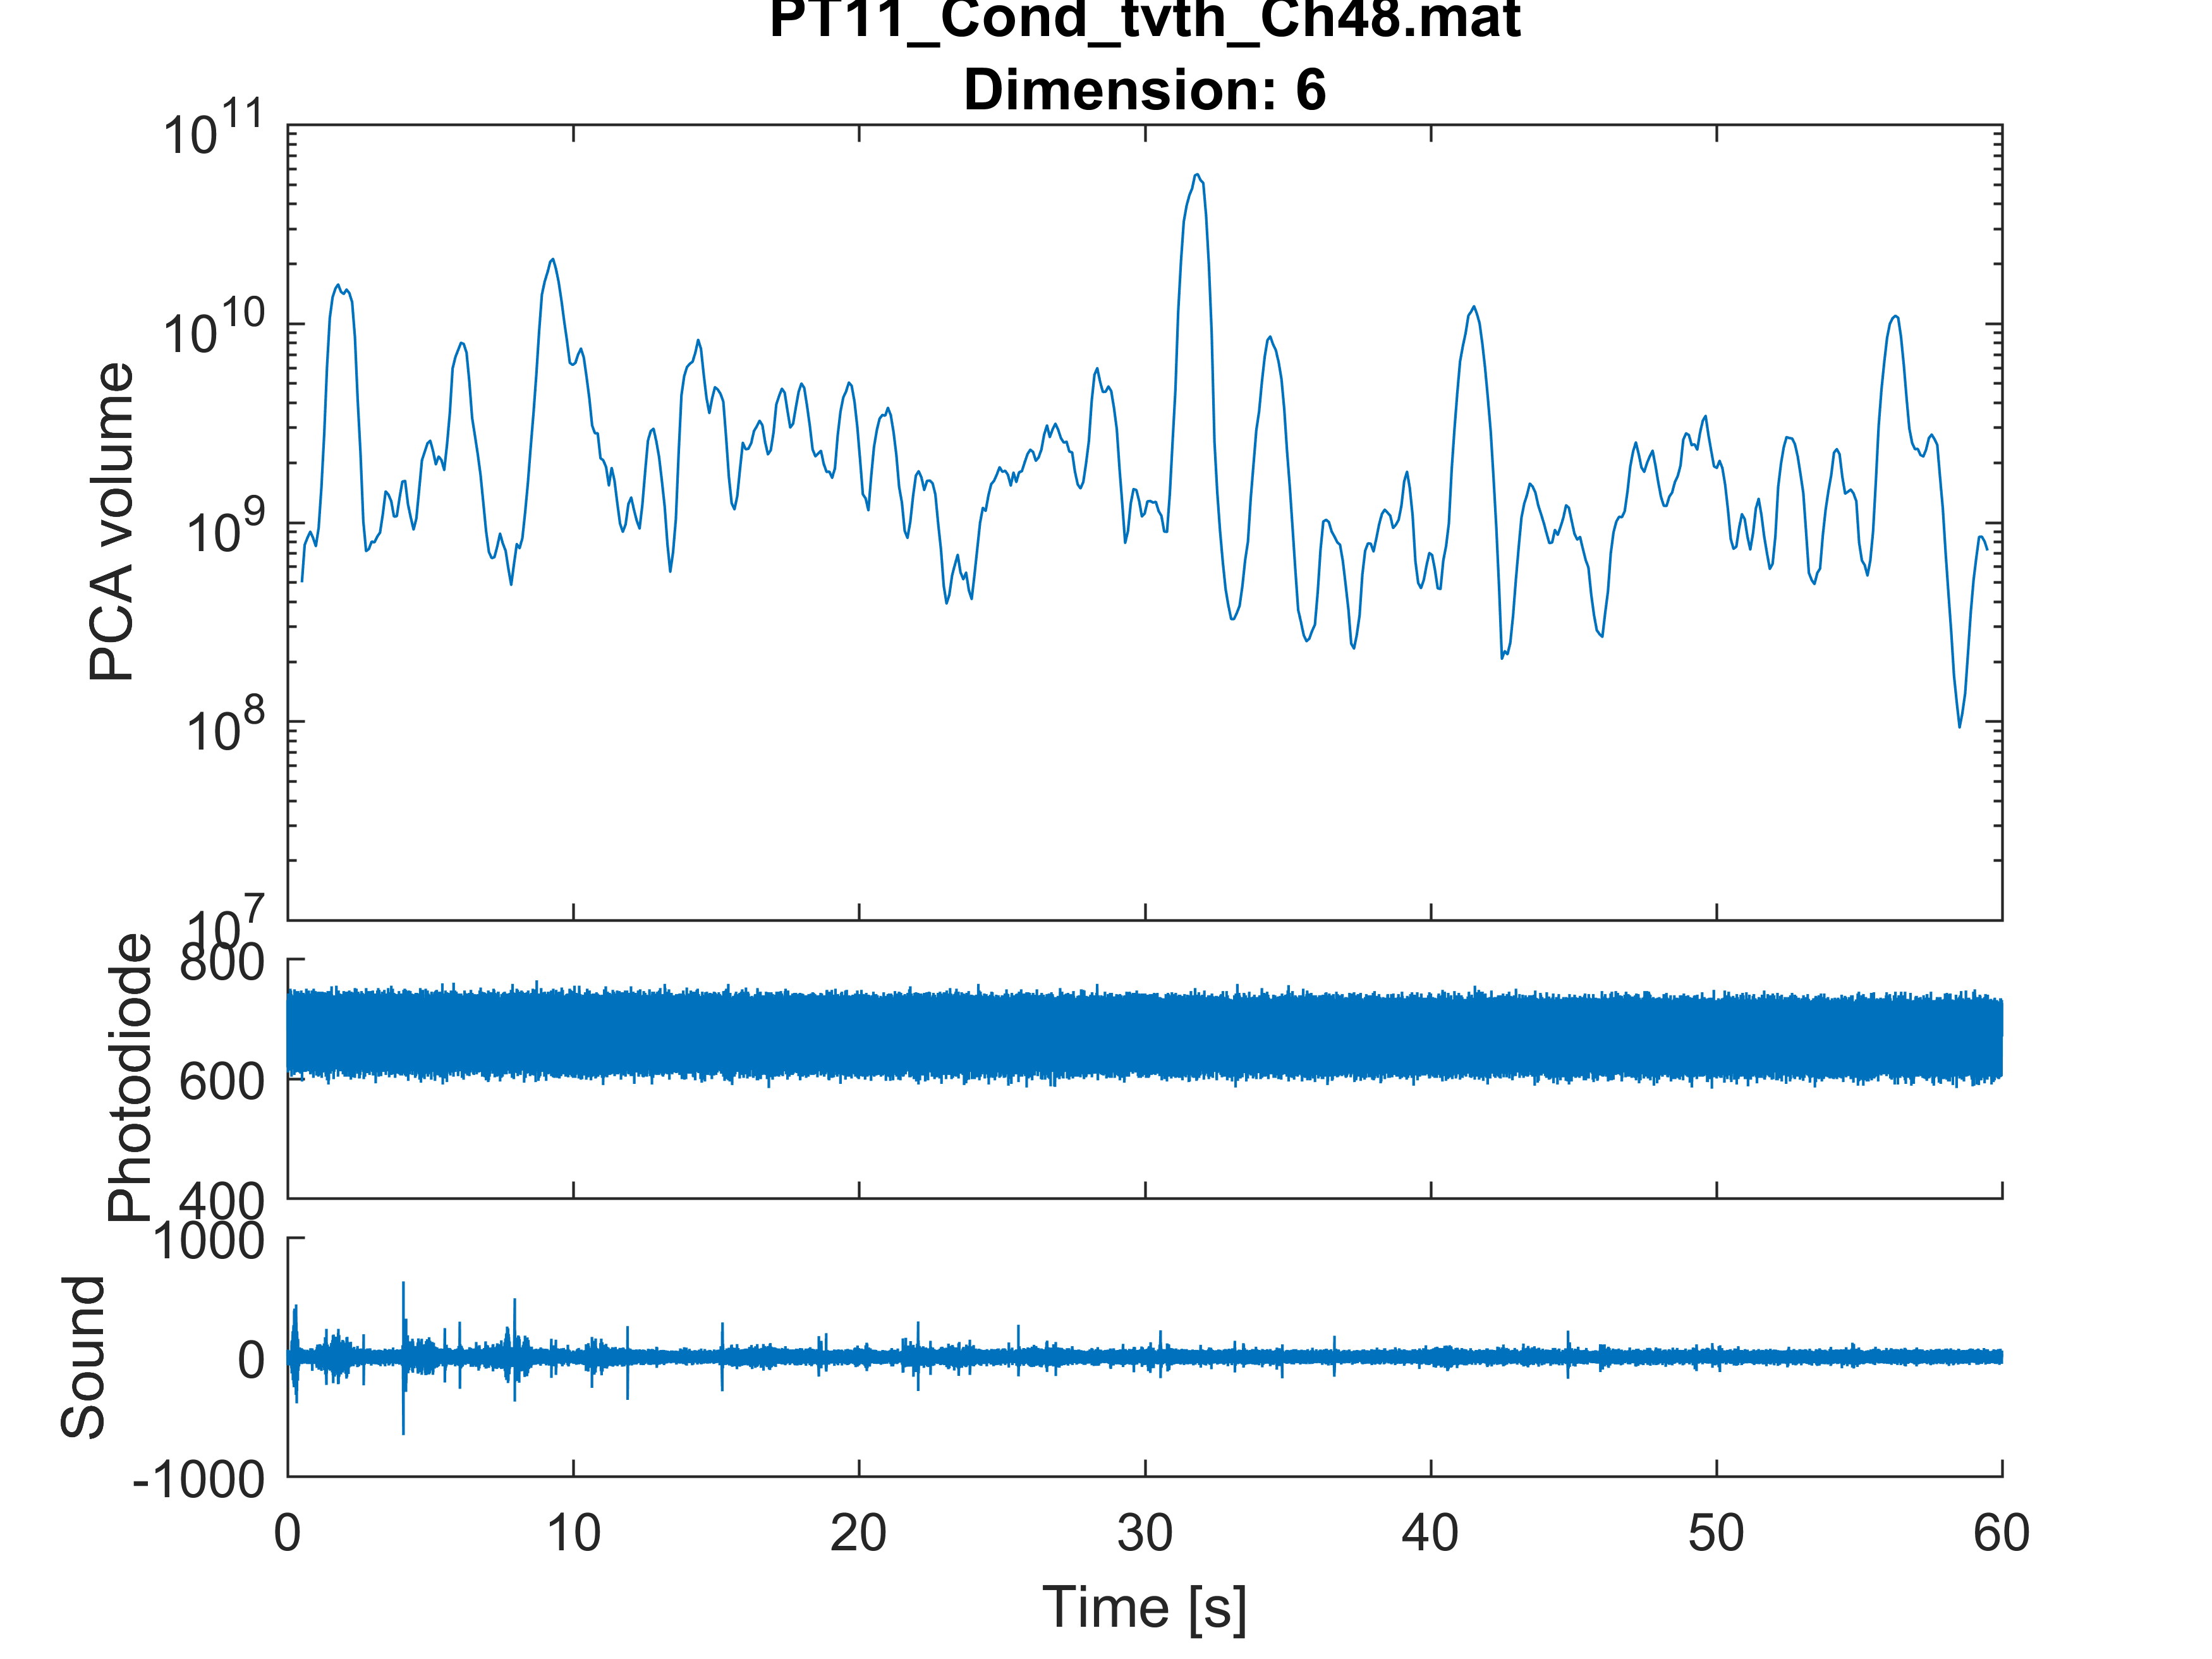 PT11_Cond_tvth_Ch48.mat
Dimension: 6
10^11
10^10
10^9
10^8
10^7
PCA volume
800
600
400
Photodiode
1000
0
-1000
Sound
0 10 20 30 40 50 60
Time [s]